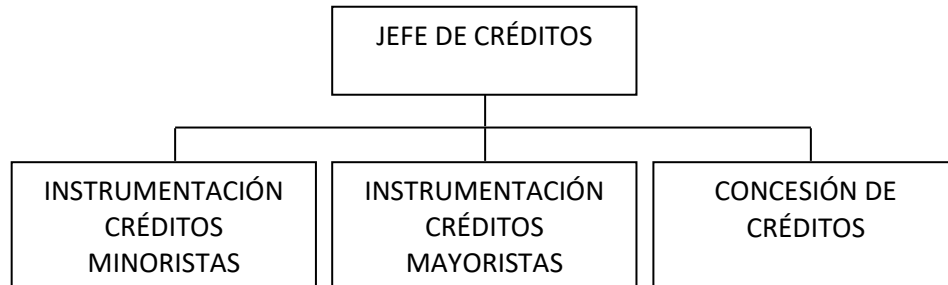 JEFE DE CRÉDITOS
INSTRUMENTACIÓN
CRÉDITOS
MINORISTAS
INSTRUMENTACIÓN
CRÉDITOS
MAYORISTAS
CONCESIÓN DE
CRÉDITOS